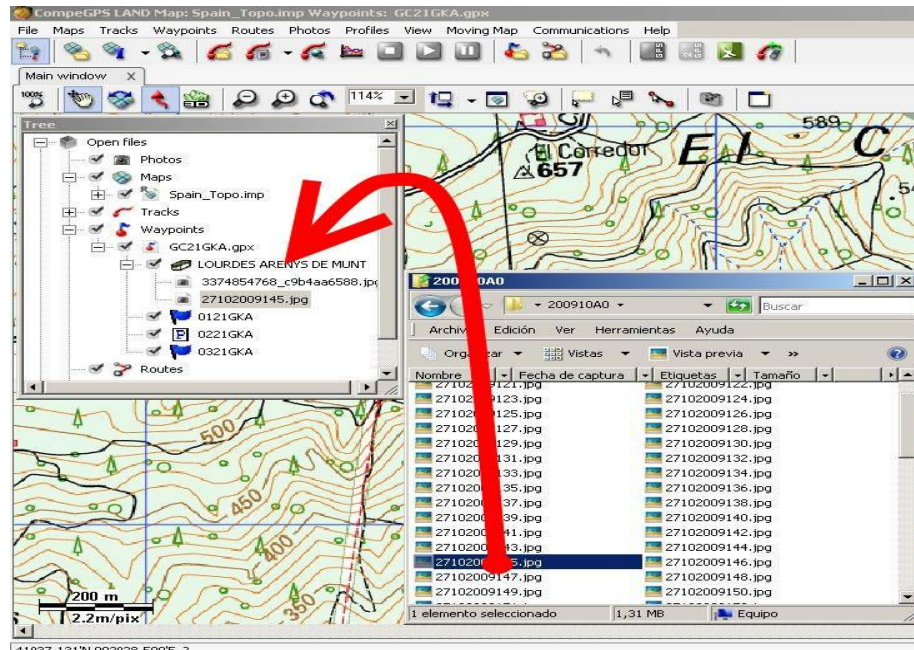 CompeGPS LAND Map: Spain_Topo.imp Waypoints: GC21GKA.gpx
File Maps Tracks Waypoints Routes Photos Profiles View Moving Map Communications Help
Main window X
100% 114%
Tree
Open files
Photos
Maps
Spain_Topo.imp
Tracks
Waypoints
GC21GKA.gpx
LOURDES ARENYS DE MUNT
3374854768_c9b4aa6588.jpg
27102009145.jpg
0121GKA
P 0221GKA
0321GKA
Routes
El Corredor
657
589
E L C
500
450
400
350
200 m
2.2m/pix
200910A0
200910A0
Buscar
Edición Ver Herramientas Ayuda
Vistas Vista previa »
Nombre Fecha de captura Etiquetas Tamaño
27102009122.jpg
27102009124.jpg
27102009126.jpg
27102009128.jpg
27102009130.jpg
27102009132.jpg
27102009134.jpg
27102009136.jpg
27102009138.jpg
27102009140.jpg
27102009142.jpg
27102009144.jpg
27102009146.jpg
27102009147.jpg 27102009148.jpg
27102009149.jpg 27102009150.jpg
1 elemento seleccionado 1,31 MB Equipo